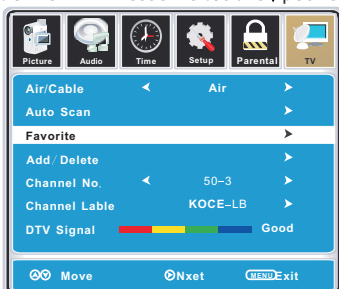 Picture Audio Time Setup Parental TV
Air/Cable Air
Auto Scan
Favorite
Add/Delete
Channel No. 50-3
Channel Lable KOCE-LB
DTV Signal Good
Move Nxet MENU Exit